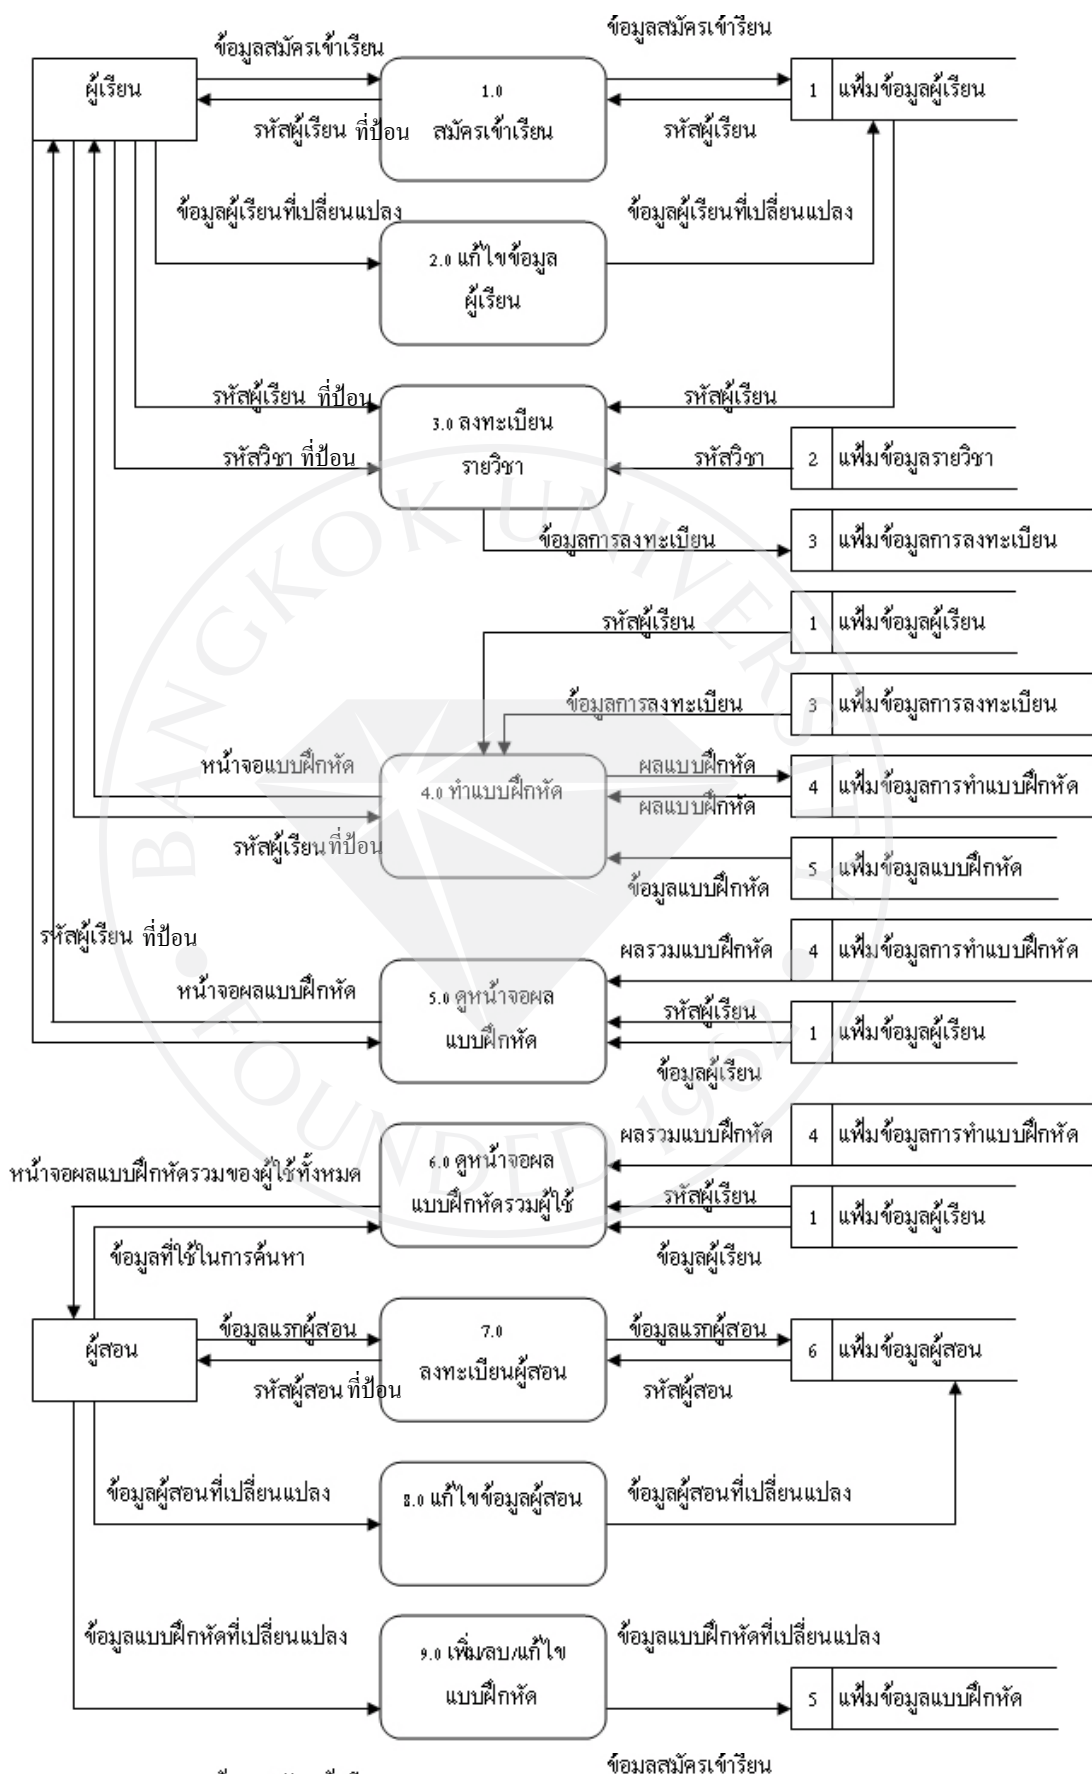 ข้อมูลสมัครเข้ารียน
ข้อมูลสมัครเข้าเรียน
ผู้เรียน
1.0
สมัครเข้าเรียน
1 แฟ้มข้อมูลผู้เรียน
รหัสผู้เรียน ที่ป้อน
รหัสผู้เรียน
ข้อมูลผู้เรียนที่เปลี่ยนแปลง
ข้อมูลผู้เรียนที่เปลี่ยนแปลง
2.0 แก้ไขข้อมูล
ผู้เรียน
รหัสผู้เรียน ที่ป้อน
รหัสผู้เรียน
3.0 ลงทะเบียน
รายวิชา
รหัสวิชา ที่ป้อน
รหัสวิชา
2 แฟ้มข้อมูลรายวิชา
ข้อมูลการลงทะเบียน
3 แฟ้มข้อมูลการลงทะเบียน
รหัสผู้เรียน
1 แฟ้มข้อมูลผู้เรียน
ข้อมูลการลงทะเบียน
3 แฟ้มข้อมูลการลงทะเบียน
หน้าจอแบบฝึกหัด
4.0 ทำแบบฝึกหัด
ผลแบบฝึกหัด
ผลแบบฝึกหัด
4 แฟ้มข้อมูลการทำแบบฝึกหัด
รหัสผู้เรียน ที่ป้อน
ข้อมูลแบบฝึกหัด
5 แฟ้มข้อมูลแบบฝึกหัด
รหัสผู้เรียน ที่ป้อน
ผลรวมแบบฝึกหัด
4 แฟ้มข้อมูลการทำแบบฝึกหัด
หน้าจอผลแบบฝึกหัด
5.0 ดูหน้าจอผล
แบบฝึกหัด
รหัสผู้เรียน
1 แฟ้มข้อมูลผู้เรียน
ข้อมูลผู้เรียน
ผลรวมแบบฝึกหัด
4 แฟ้มข้อมูลการทำแบบฝึกหัด
หน้าจอผลแบบฝึกหัดรวมของผู้ใช้ทั้งหมด
6.0 ดูหน้าจอผล
แบบฝึกหัดรวมผู้ใช้
รหัสผู้เรียน
1 แฟ้มข้อมูลผู้เรียน
ข้อมูลที่ใช้ในการค้นหา
ข้อมูลผู้เรียน
ผู้สอน
ข้อมูลแรกผู้สอน
7.0
ลงทะเบียนผู้สอน
ข้อมูลแรกผู้สอน
6 แฟ้มข้อมูลผู้สอน
รหัสผู้สอน ที่ป้อน
รหัสผู้สอน
ข้อมูลผู้สอนที่เปลี่ยนแปลง
8.0 แก้ไขข้อมูลผู้สอน
ข้อมูลผู้สอนที่เปลี่ยนแปลง
ข้อมูลแบบฝึกหัดที่เปลี่ยนแปลง
9.0 เพิ่ม/ลบ/แก้ไข
แบบฝึกหัด
ข้อมูลแบบฝึกหัดที่เปลี่ยนแปลง
5 แฟ้มข้อมูลแบบฝึกหัด
ข้อมูลสมัครเข้ารียน
BANGKOK UNIVERSITY
FOUNDED 1962